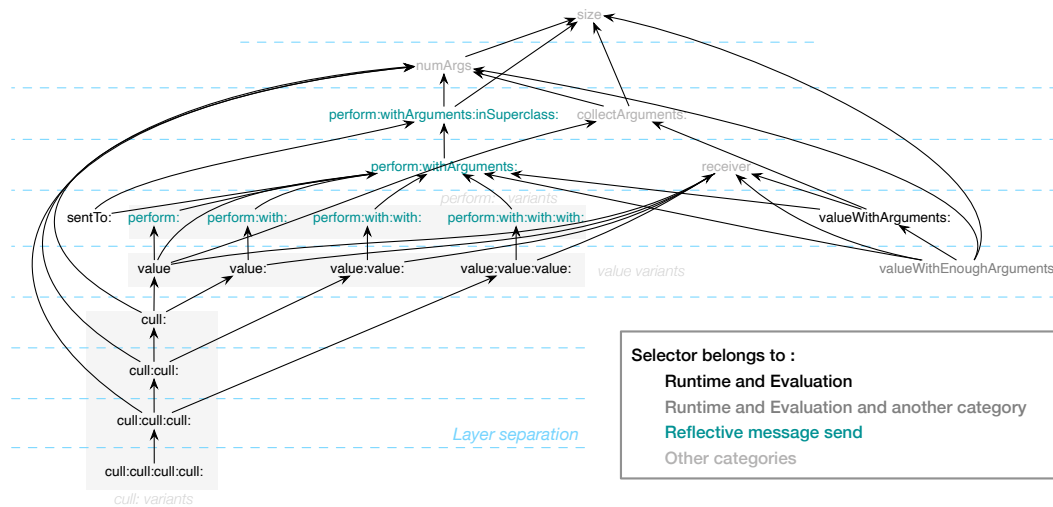 size
numArgs
perform:withArguments:inSuperclass: collectArguments:
perform:withArguments: receiver
perform: variants
sentTo: perform: perform:with: perform:with:with: perform:with:with:with: valueWithArguments:
value value: value:value: value:value:value: value variants valueWithEnoughArguments
cull:
cull:cull:
cull:cull:cull:
Layer separation
cull:cull:cull:cull:
cull: variants
Selector belongs to :
Runtime and Evaluation
Runtime and Evaluation and another category
Reflective message send
Other categories